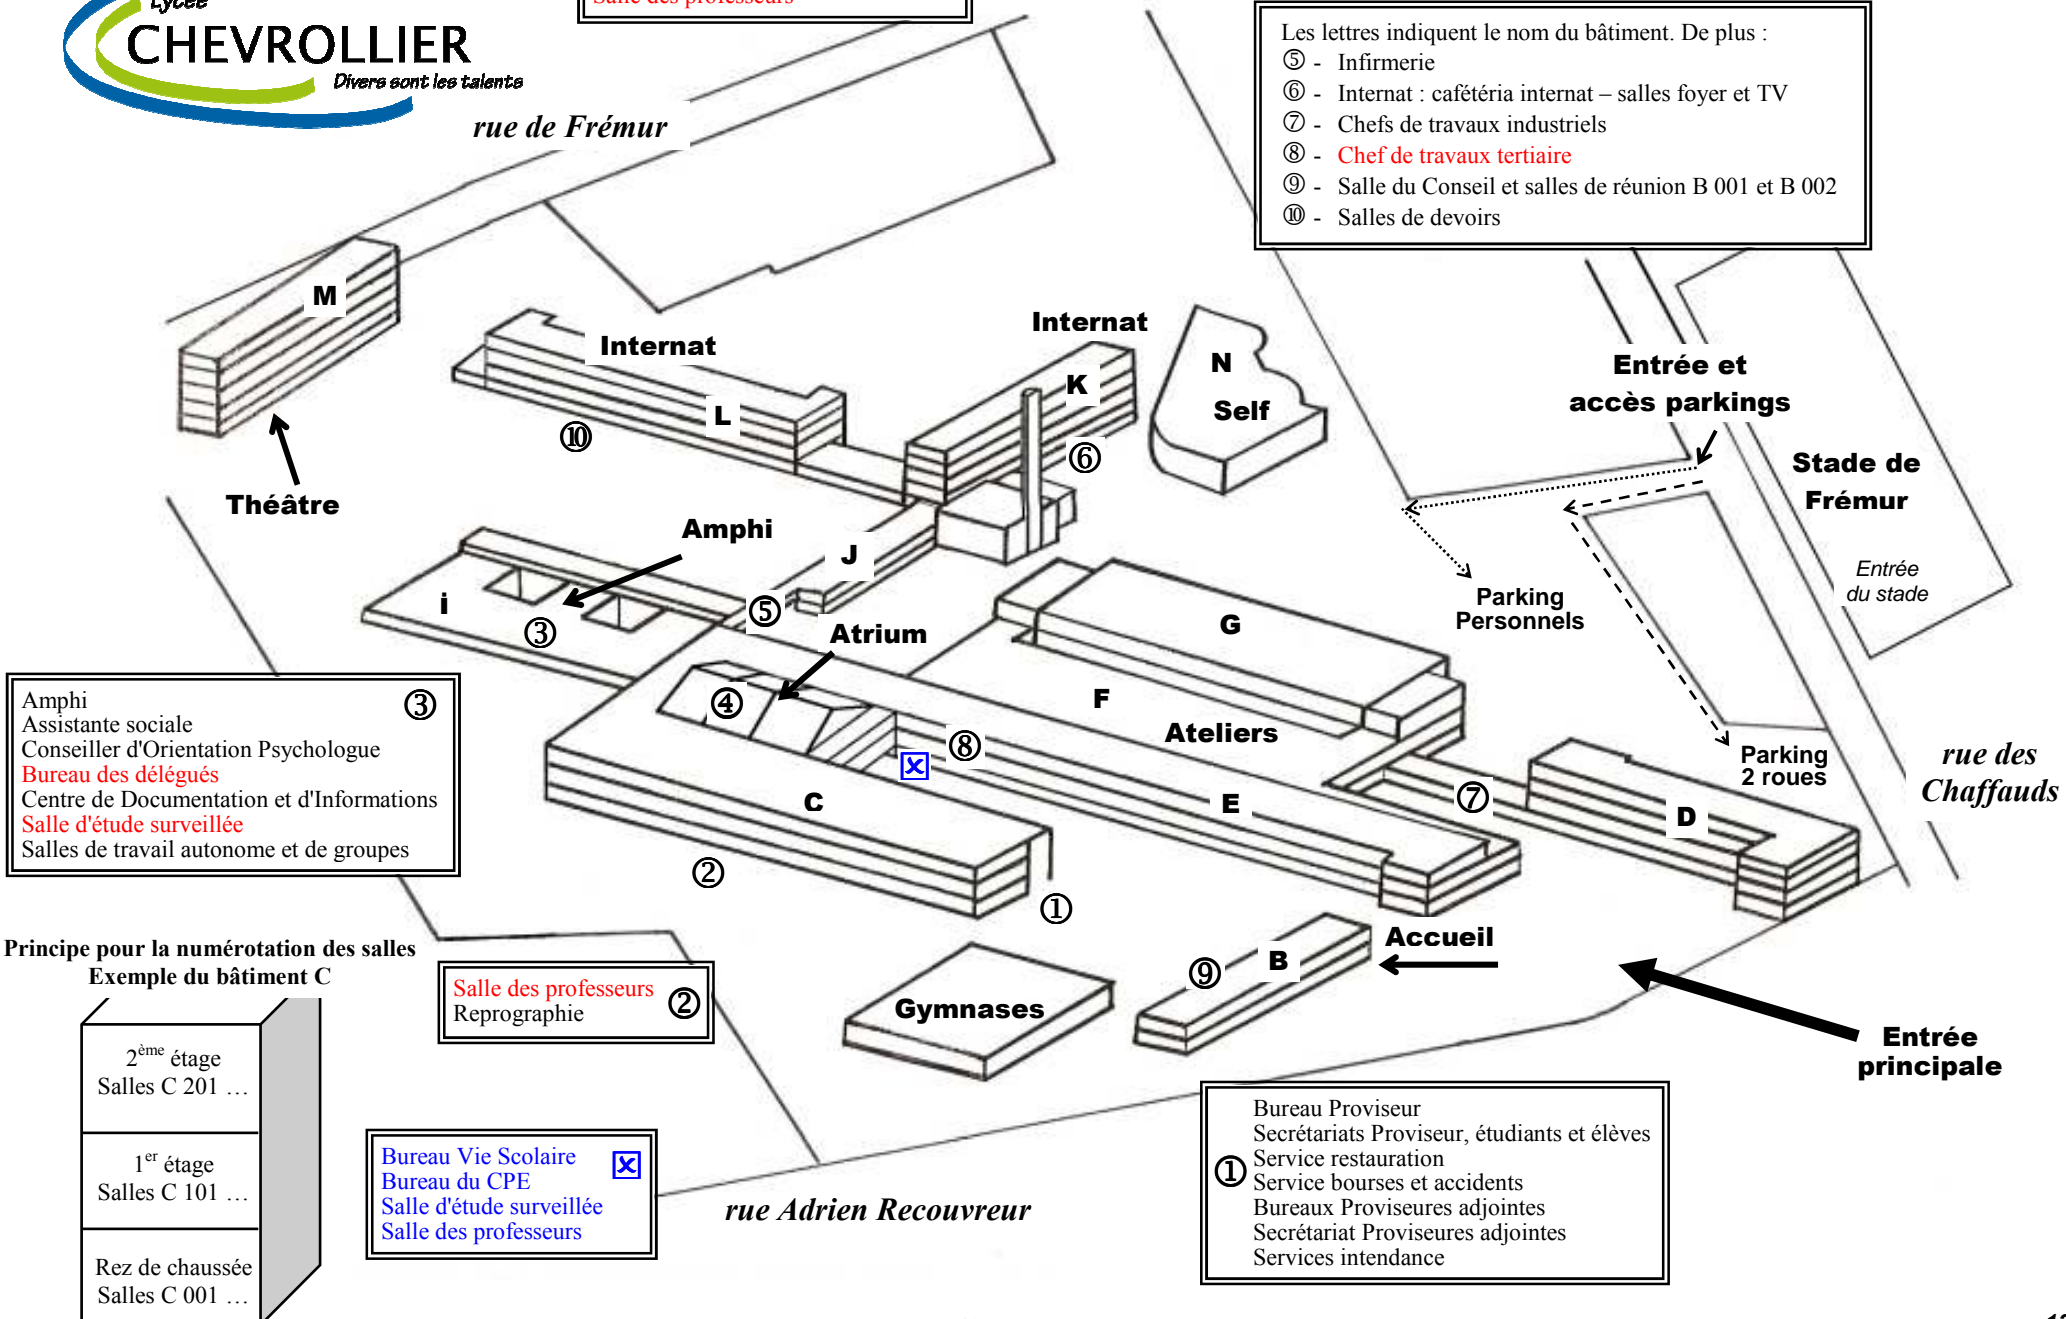 Lycée
CHEVROLLIER
Divers sont les talents
Salle des professeurs
Les lettres indiquent le nom du bâtiment. De plus :
⑤ - Infirmerie
⑥ - Internat : cafétéria internat – salles foyer et TV
⑦ - Chefs de travaux industriels
⑧ - Chef de travaux tertiaire
⑨ - Salle du Conseil et salles de réunion B 001 et B 002
⑩ - Salles de devoirs
rue de Frémur
M
Internat
L
⑩
Internat
K
⑥
N
Self
Entrée et
accès parkings
Stade de
Frémur
Entrée
du stade
Théâtre
Amphi
J
i
③
⑤
Atrium
④
Parking
Personnels
G
F
Ateliers
⑧
C
E
⑦
D
Parking
2 roues
rue des
Chaffauds
②
①
Amphi ③
Assistante sociale
Conseiller d'Orientation Psychologue
Bureau des délégués
Centre de Documentation et d'Informations
Salle d'étude surveillée
Salles de travail autonome et de groupes
Accueil
⑨
B
Gymnases
Entrée
principale
Principe pour la numérotation des salles
Exemple du bâtiment C
2ème étage
Salles C 201 …
1er étage
Salles C 101 …
Rez de chaussée
Salles C 001 …
Salle des professeurs ②
Reprographie
Bureau Vie Scolaire
Bureau du CPE
Salle d'étude surveillée
Salle des professeurs
rue Adrien Recouvreur
①
Bureau Proviseur
Secrétariats Proviseur, étudiants et élèves
Service restauration
Service bourses et accidents
Bureaux Proviseures adjointes
Secrétariat Proviseures adjointes
Services intendance